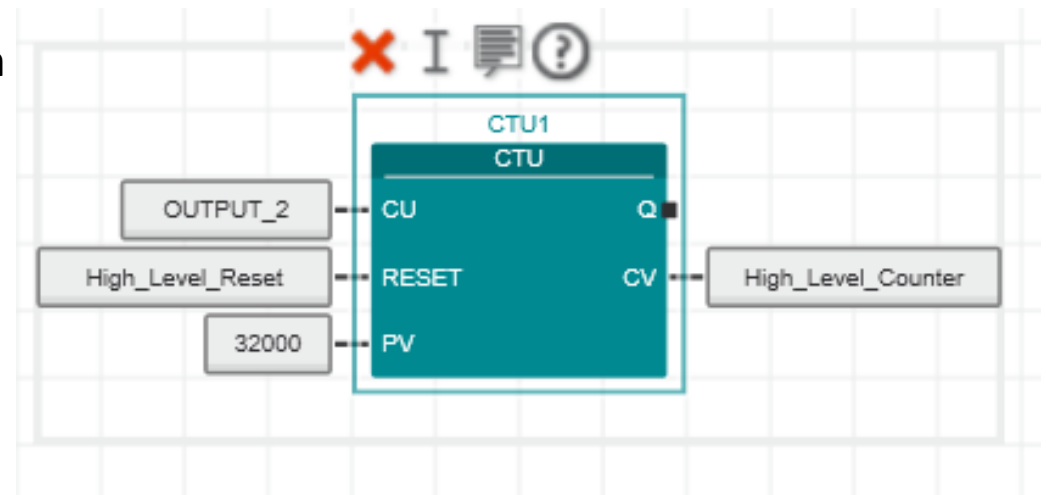 CTU1
CTU
OUTPUT_2 CU Q
High_Level_Reset RESET CV High_Level_Counter
32000 PV